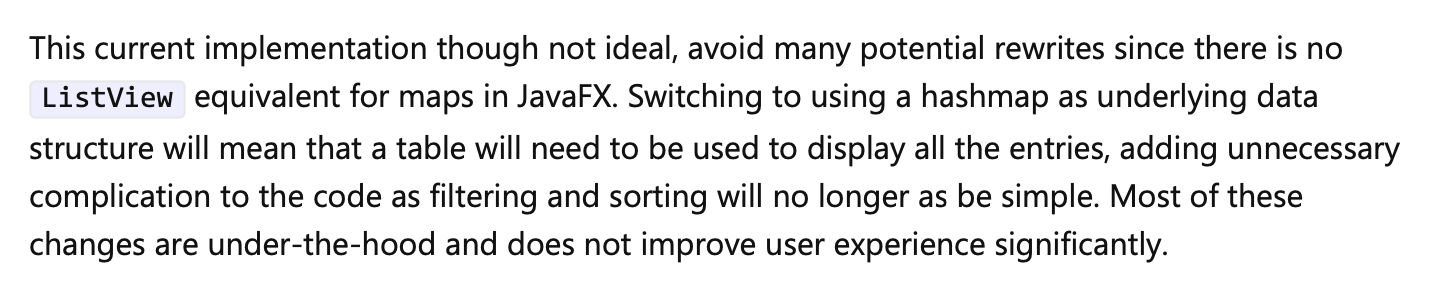 This current implementation though not ideal, avoid many potential rewrites since there is no
ListView equivalent for maps in JavaFX. Switching to using a hashmap as underlying data
structure will mean that a table will need to be used to display all the entries, adding unnecessary
complication to the code as filtering and sorting will no longer as be simple. Most of these
changes are under-the-hood and does not improve user experience significantly.